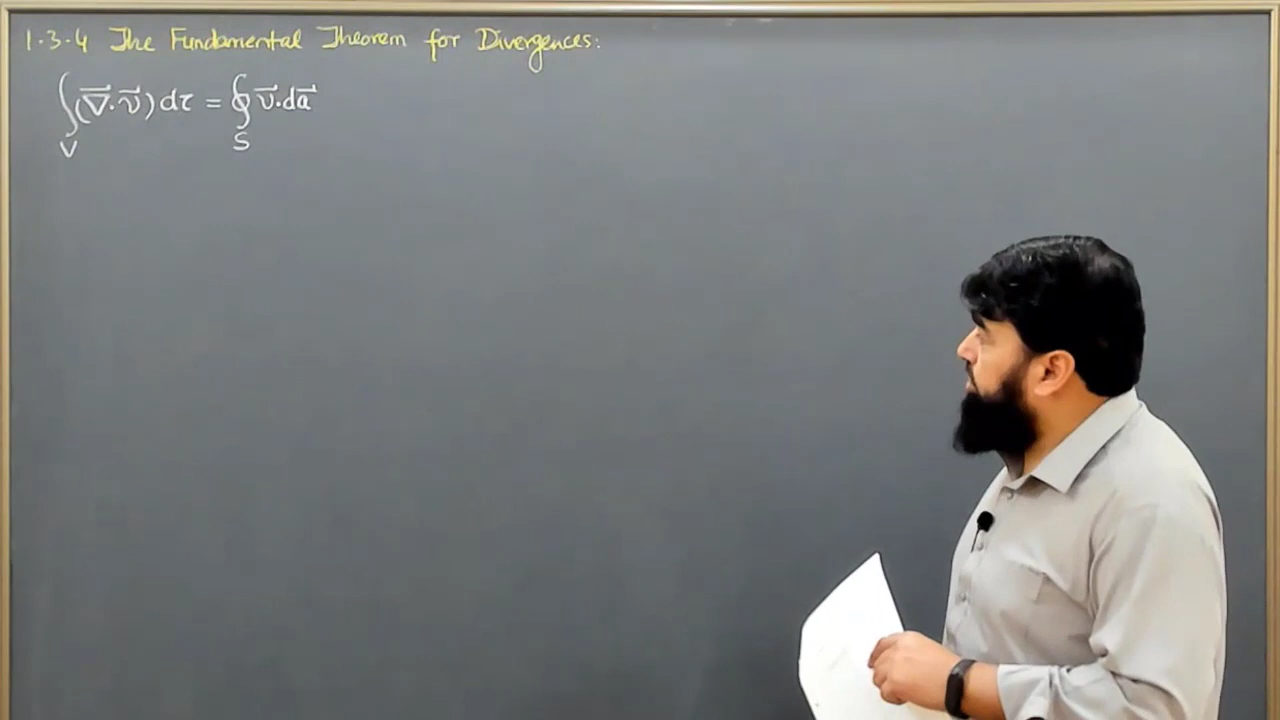 1.3.4 The Fundamental Theorem for Divergences:
∫(∇⃗·v⃗)dτ = ∮v⃗·da⃗
V S